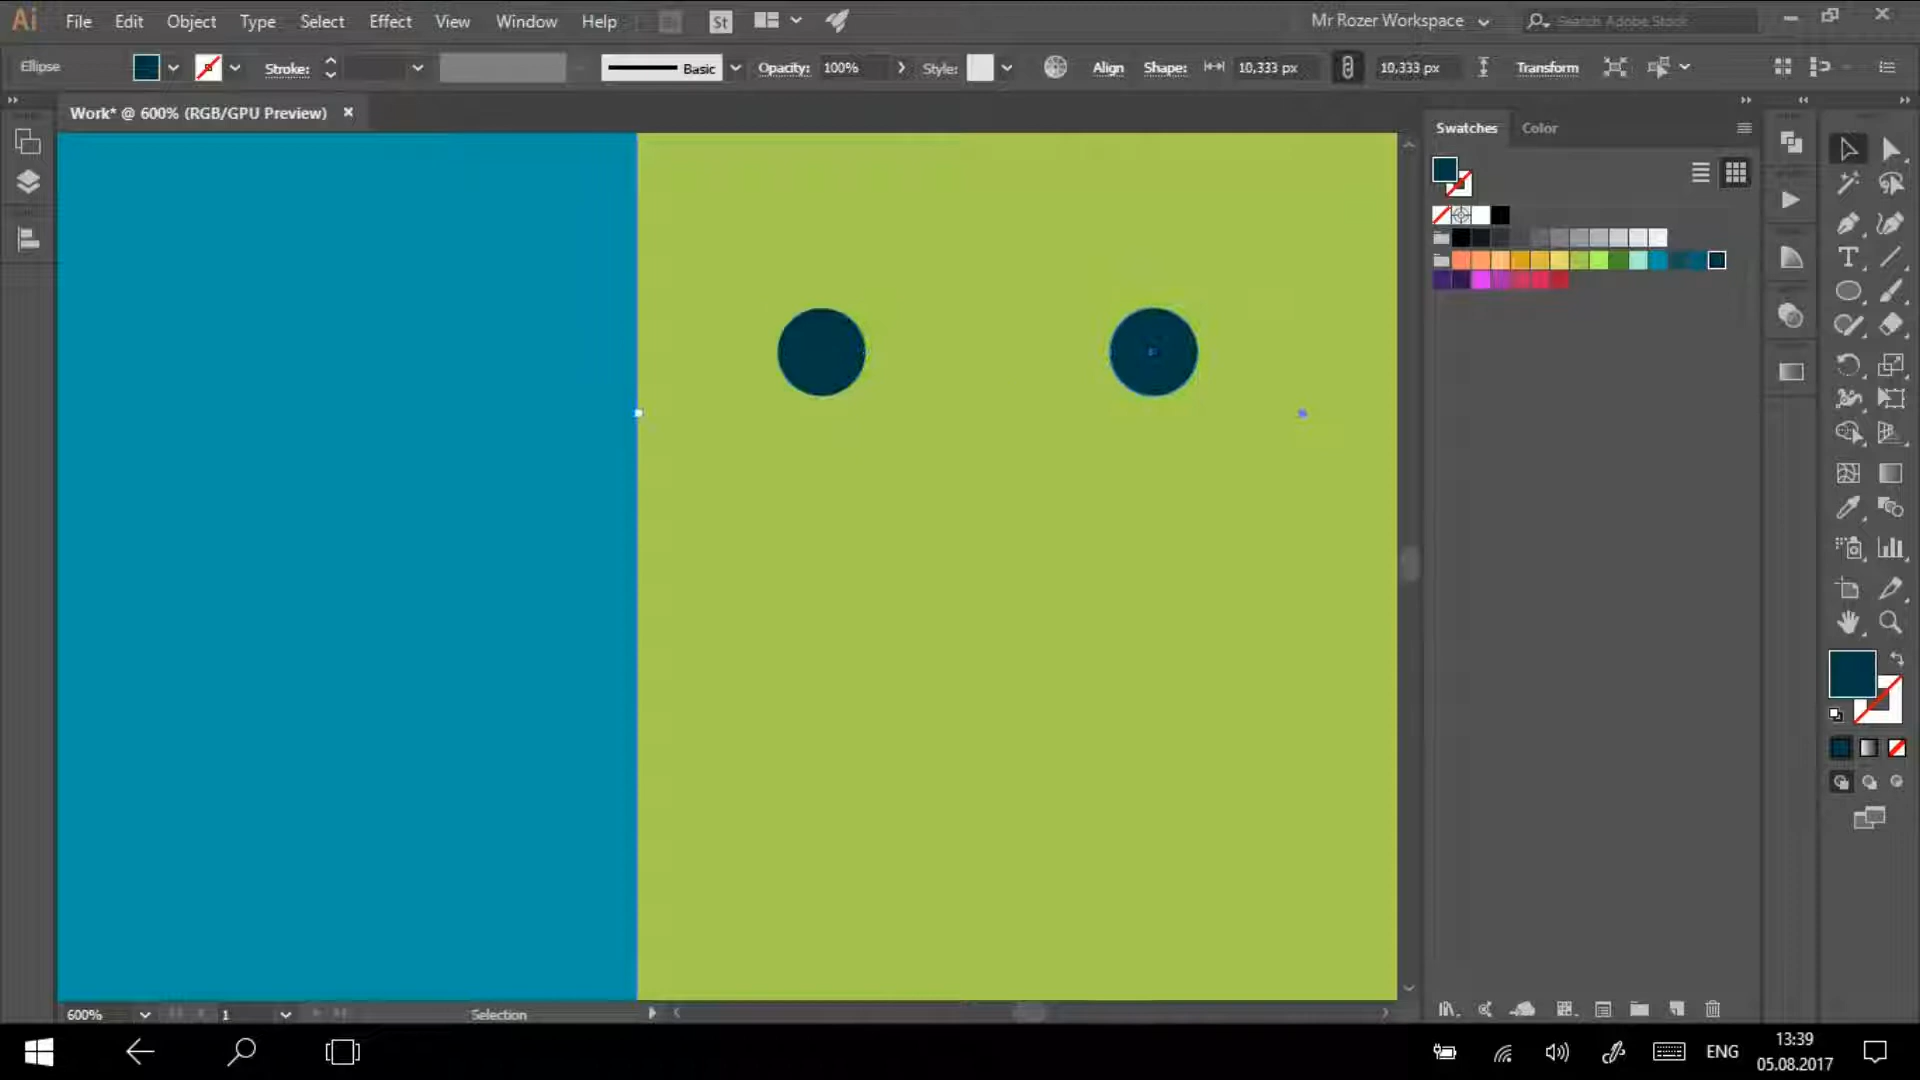 Ai File Edit Object Type Select Effect View Window Help St Mr Rozer Workspace Search Adobe Stock
Ellipse Stroke: Basic Opacity: 100% Style: Align Shape: 10,333 px 10,333 px Transform
Work* @ 600% (RGB/GPU Preview)
Swatches Color
600% 1 Selection
ENG
13:39
05.08.2017